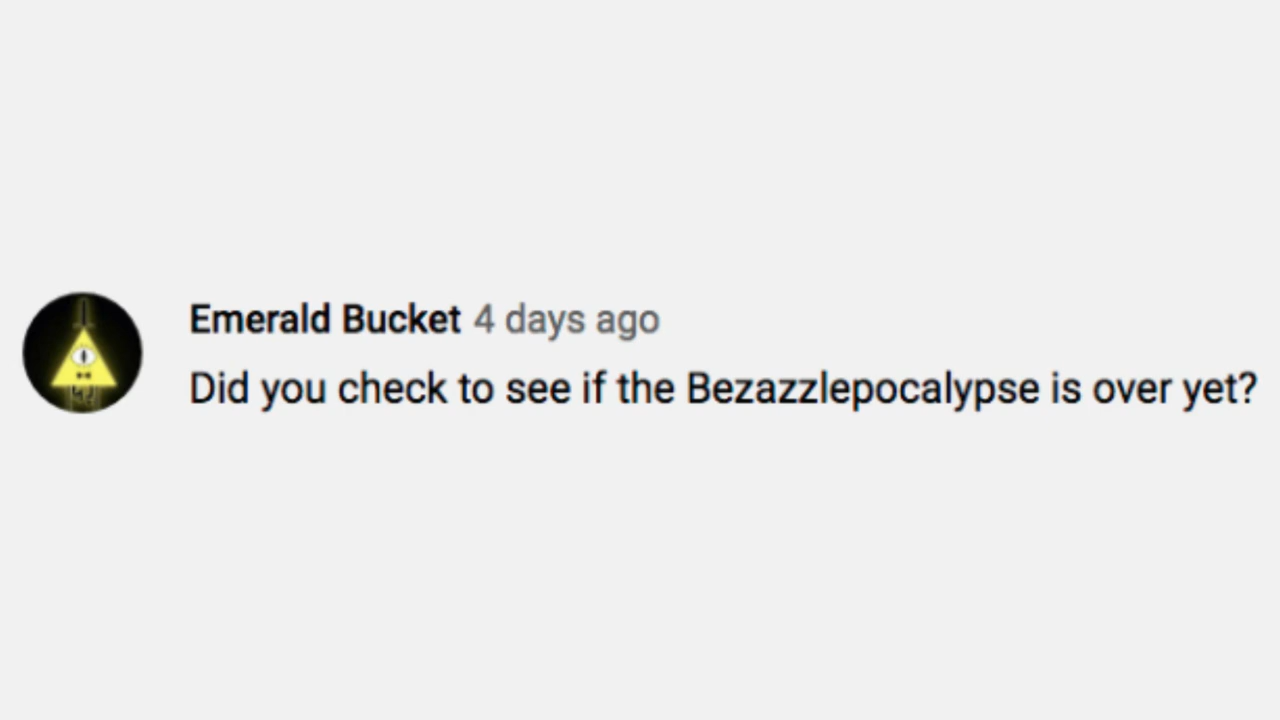 Emerald Bucket 4 days ago
Did you check to see if the Bezazzlepocalypse is over yet?